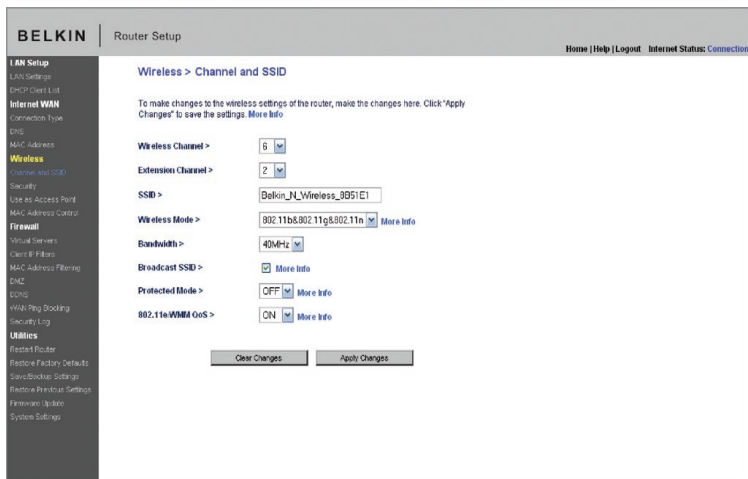 BELKIN
Router Setup
Home | Help | Logout Internet Status: Connection
LAN Setup
LAN Settings
DHCP Client List
Internet WAN
Connection Type
DNS
MAC Address
Wireless
Channel and SSID
Security
Use as Access Point
MAC Address Control
Firewall
Virtual Servers
Client IP Filters
MAC Address Filtering
DMZ
DDNS
WAN Ping Blocking
Security Log
Utilities
Restart Router
Restore Factory Defaults
Save/Backup Settings
Restore Previous Settings
Firmware Update
System Settings
Wireless > Channel and SSID
To make changes to the wireless settings of the router, make the changes here. Click "Apply
Changes" to save the settings. More Info
Wireless Channel > 6
Extension Channel > 2
SSID > Belkin_N_Wireless_8B51E1
Wireless Mode > 802.11b&802.11g&802.11n More Info
Bandwidth > 40MHz
Broadcast SSID > More Info
Protected Mode > OFF More Info
802.11e/WMM QoS > ON More Info
Clear Changes Apply Changes